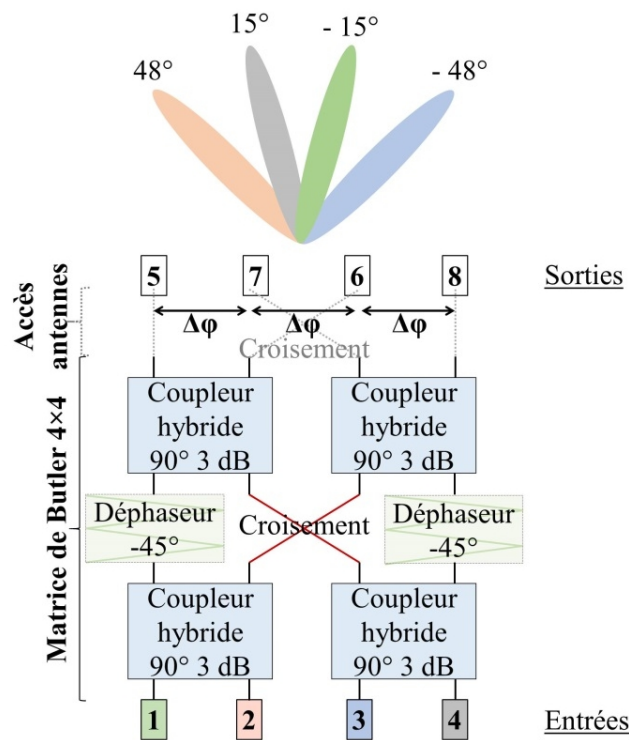 15°
- 15°
48°
- 48°
5
7
6
8
Sorties
Accès
antennes
Δφ
Δφ
Δφ
Croisement
Matrice de Butler 4×4
Coupleur
hybride
90° 3 dB
Coupleur
hybride
90° 3 dB
Déphaseur
-45°
Croisement
Déphaseur
-45°
Coupleur
hybride
90° 3 dB
Coupleur
hybride
90° 3 dB
1
2
3
4
Entrées